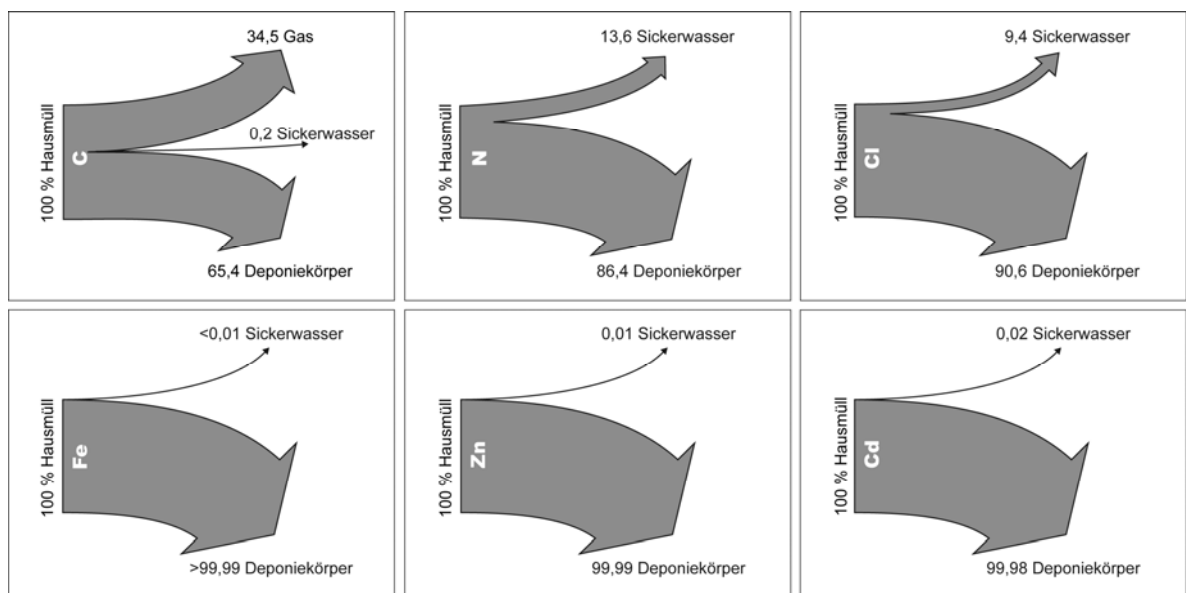 34,5 Gas
100 % Hausmüll
C
0,2 Sickerwasser
65,4 Deponiekörper
13,6 Sickerwasser
100 % Hausmüll
N
86,4 Deponiekörper
9,4 Sickerwasser
100 % Hausmüll
Cl
90,6 Deponiekörper
<0,01 Sickerwasser
100 % Hausmüll
Fe
>99,99 Deponiekörper
0,01 Sickerwasser
100 % Hausmüll
Zn
99,99 Deponiekörper
0,02 Sickerwasser
100 % Hausmüll
Cd
99,98 Deponiekörper